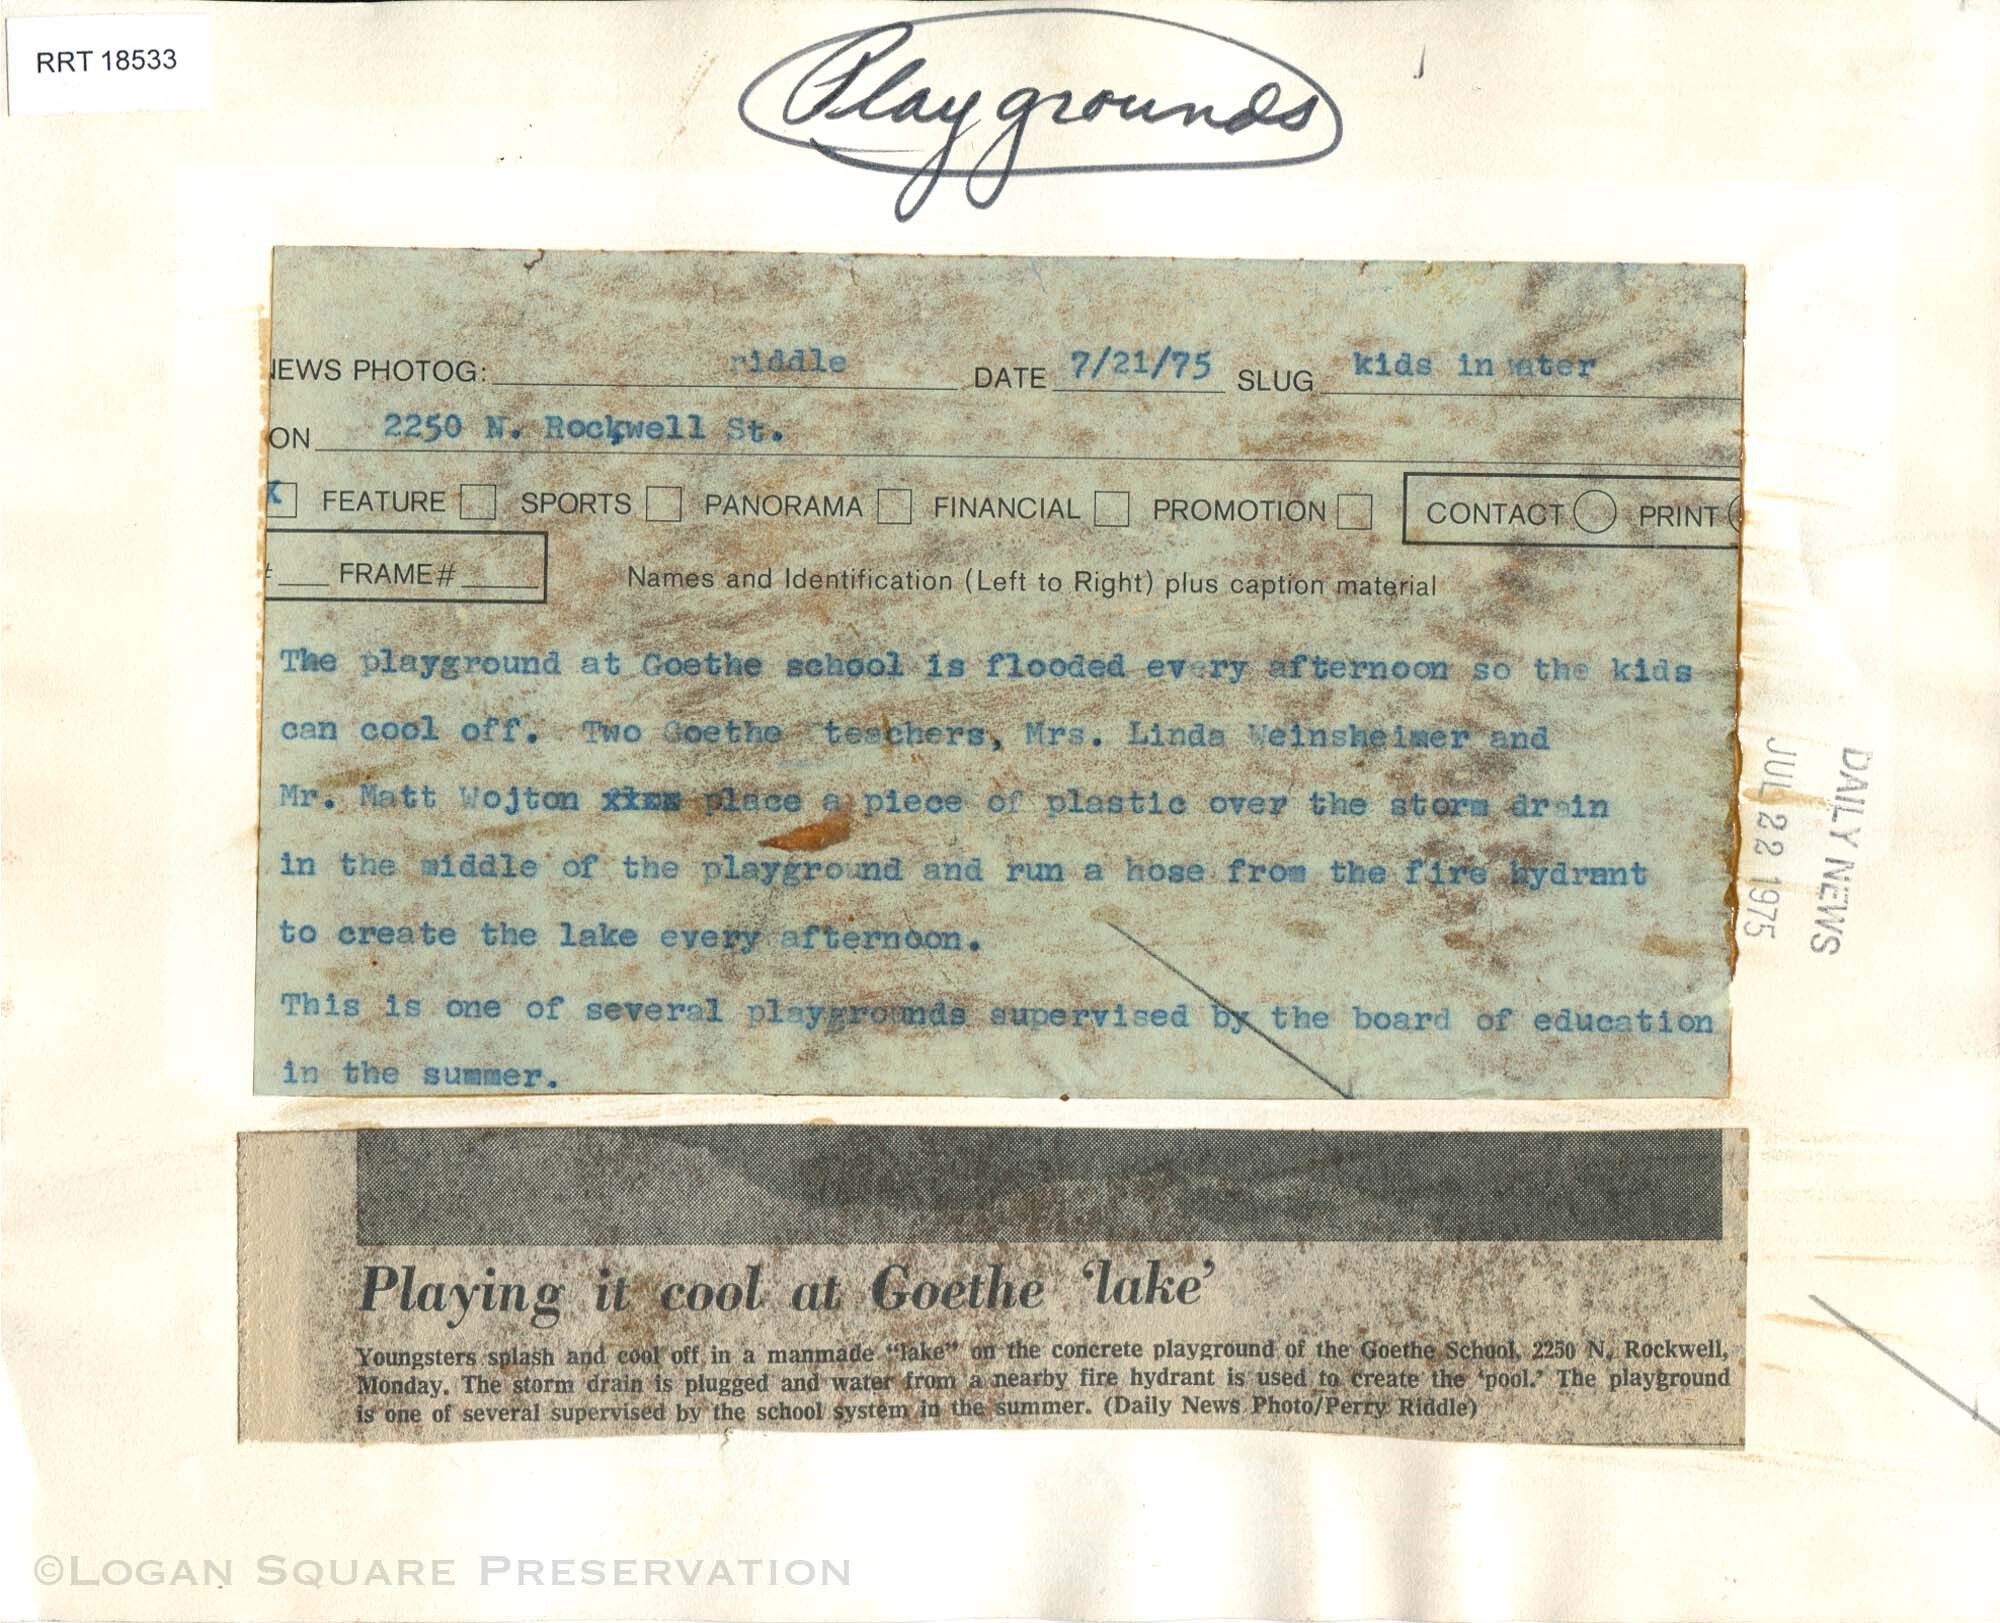 RRT 18533
Playgrounds
NEWS PHOTOG: riddle DATE 7/21/75 SLUG kids in water
ON 2250 N. Rockwell St.
X FEATURE SPORTS PANORAMA FINANCIAL PROMOTION CONTACT PRINT
# FRAME# Names and Identification (Left to Right) plus caption material
The playground at Goethe school is flooded every afternoon so the kids
can cool off. Two Goethe teachers, Mrs. Linda Weinsheimer and
Mr. Matt Wojton place a piece of plastic over the storm drain
in the middle of the playground and run a hose from the fire hydrant
to create the lake every afternoon.
This is one of several playgrounds supervised by the board of education
in the summer.
DAILY NEWS
JUL 22 1975
Playing it cool at Goethe ‘lake’
Youngsters splash and cool off in a manmade “lake” on the concrete playground of the Goethe School, 2250 N. Rockwell,
Monday. The storm drain is plugged and water from a nearby fire hydrant is used to create the ‘pool.’ The playground
is one of several supervised by the school system in the summer. (Daily News Photo/Perry Riddle)
©LOGAN SQUARE PRESERVATION